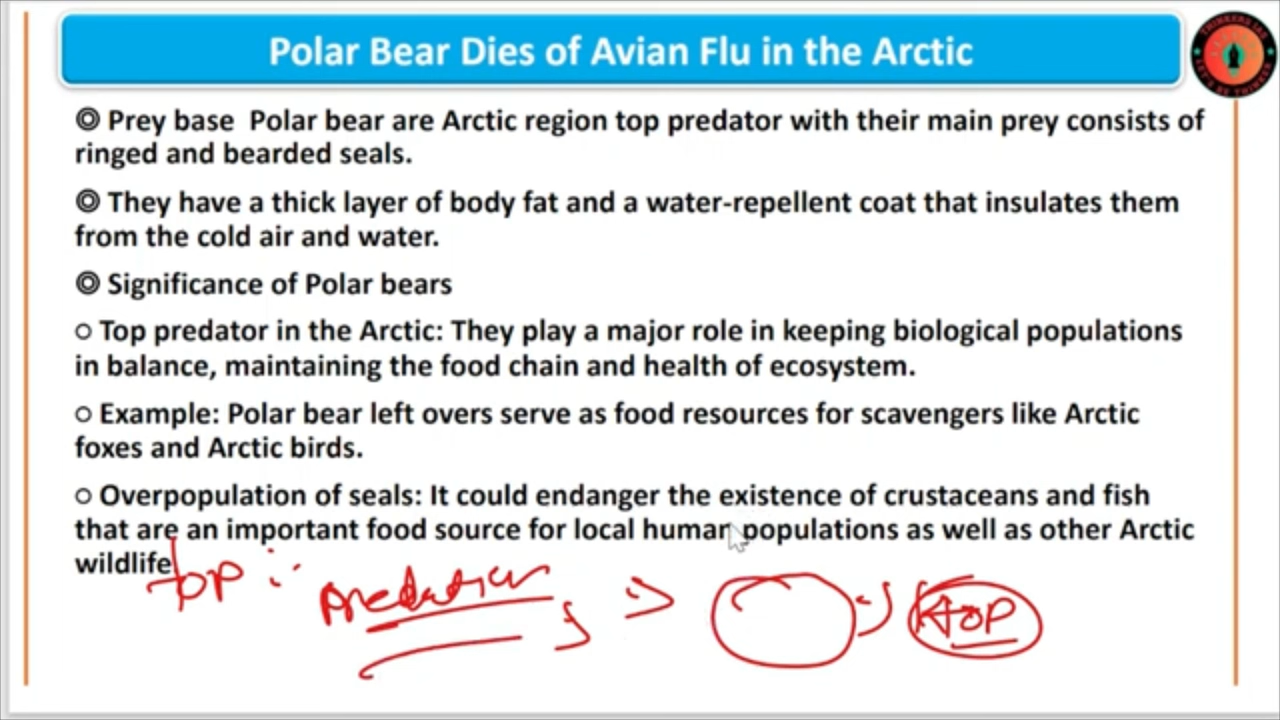 Polar Bear Dies of Avian Flu in the Arctic
THINKERS LAB
LET'S BE THINKER
◎ Prey base Polar bear are Arctic region top predator with their main prey consists of
ringed and bearded seals.
◎ They have a thick layer of body fat and a water-repellent coat that insulates them
from the cold air and water.
◎ Significance of Polar bears
○ Top predator in the Arctic: They play a major role in keeping biological populations
in balance, maintaining the food chain and health of ecosystem.
○ Example: Polar bear left overs serve as food resources for scavengers like Arctic
foxes and Arctic birds.
○ Overpopulation of seals: It could endanger the existence of crustaceans and fish
that are an important food source for local human populations as well as other Arctic
wildlife
top :
TOP